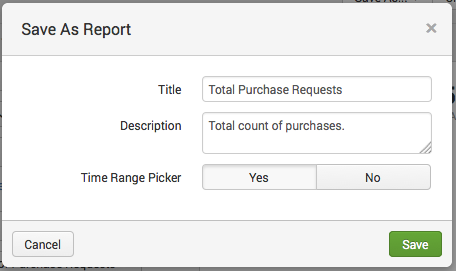 Save As Report
×
Title
Total Purchase Requests
Description
Total count of purchases.
Time Range Picker
Yes
No
Cancel
Save